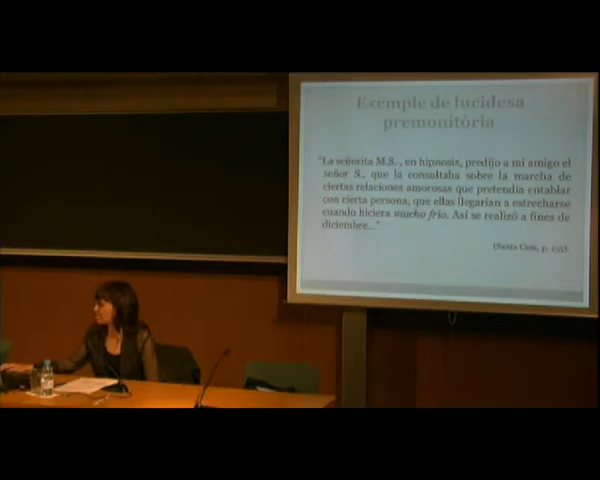 Exemple de lucidesa
premonitòria
"La señorita M.S. , en hipnosis, predijo a mi amigo el
señor S., que la consultaba sobre la marcha de
ciertas relaciones amorosas que pretendía entablar
con cierta persona, que ellas llegarían a estrecharse
cuando hiciera mucho frío. Así se realizó a fines de
diciembre..."
p.